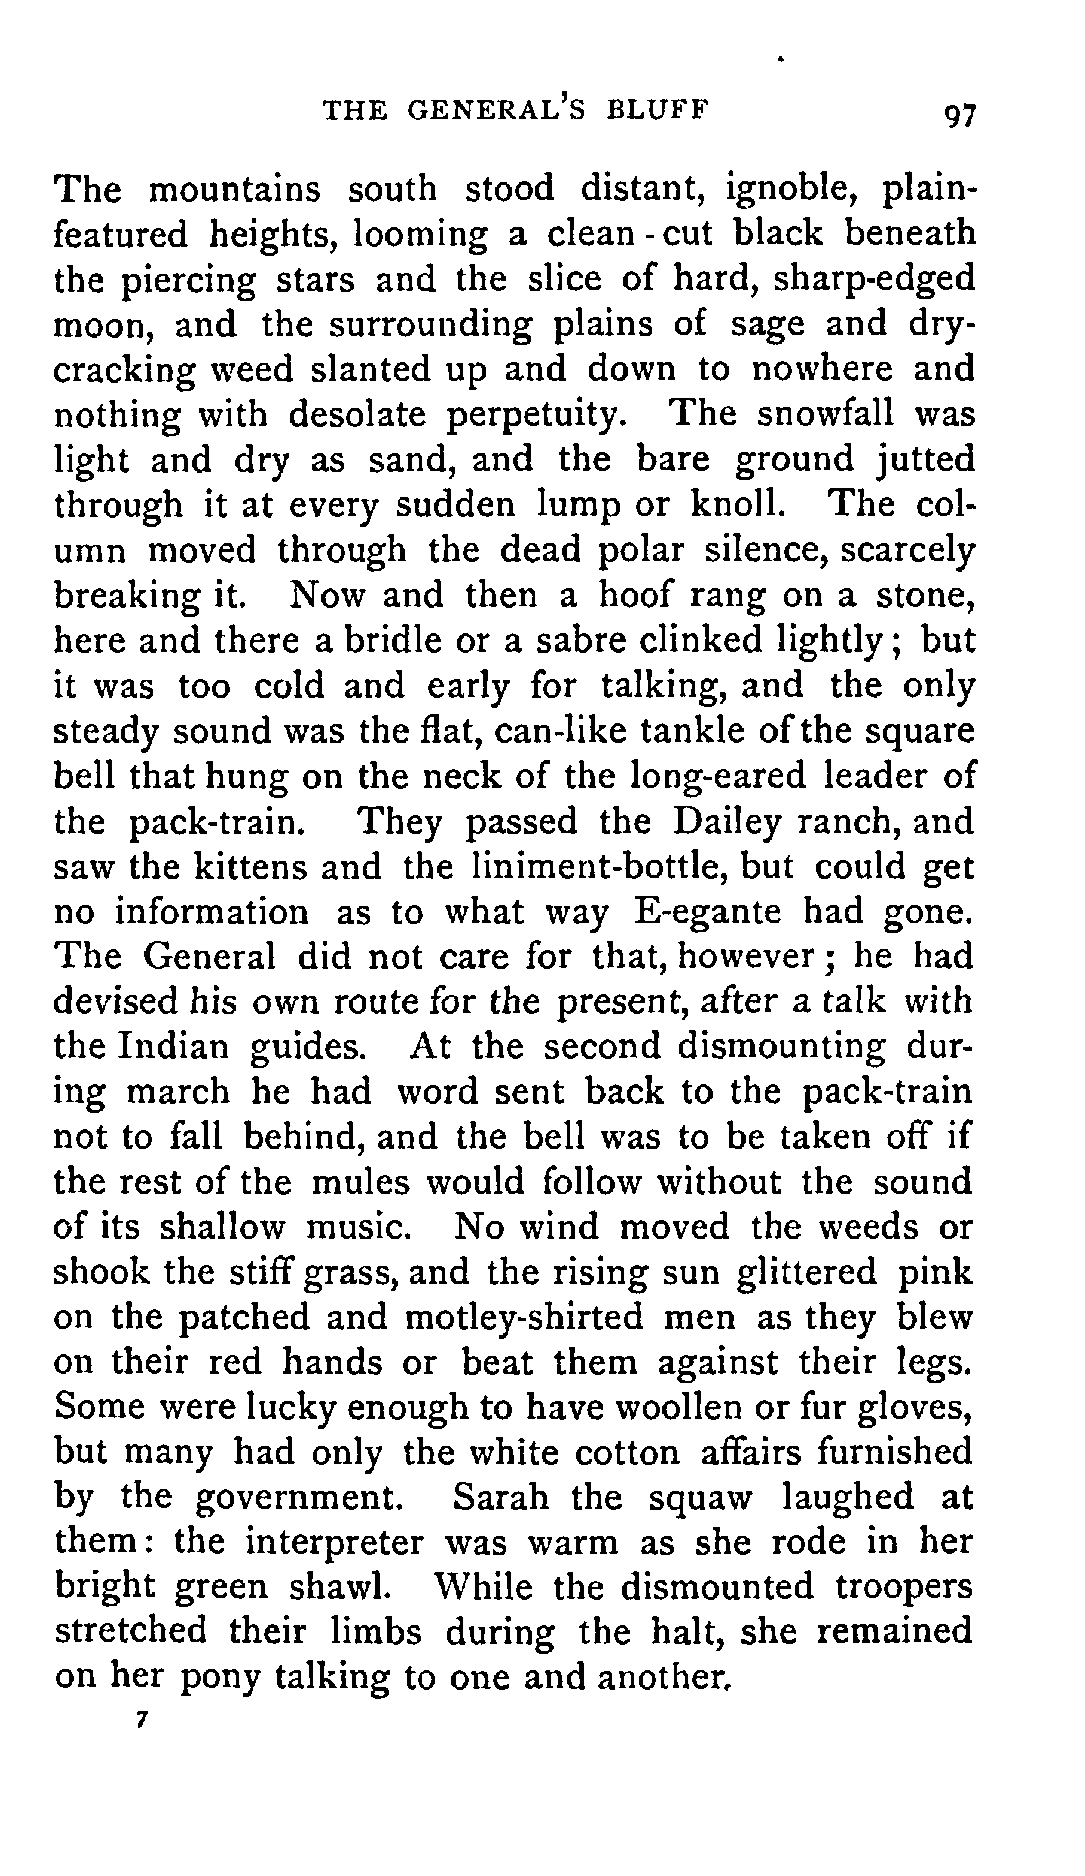 THE GENERAL'S BLUFF 97
The mountains south stood distant, ignoble, plain-
featured heights, looming a clean-cut black beneath
the piercing stars and the slice of hard, sharp-edged
moon, and the surrounding plains of sage and dry-
cracking weed slanted up and down to nowhere and
nothing with desolate perpetuity. The snowfall was
light and dry as sand, and the bare ground jutted
through it at every sudden lump or knoll. The col-
umn moved through the dead polar silence, scarcely
breaking it. Now and then a hoof rang on a stone,
here and there a bridle or a sabre clinked lightly; but
it was too cold and early for talking, and the only
steady sound was the flat, can-like tankle of the square
bell that hung on the neck of the long-eared leader of
the pack-train. They passed the Dailey ranch, and
saw the kittens and the liniment-bottle, but could get
no information as to what way E-egante had gone.
The General did not care for that, however; he had
devised his own route for the present, after a talk with
the Indian guides. At the second dismounting dur-
ing march he had word sent back to the pack-train
not to fall behind, and the bell was to be taken off if
the rest of the mules would follow without the sound
of its shallow music. No wind moved the weeds or
shook the stiff grass, and the rising sun glittered pink
on the patched and motley-shirted men as they blew
on their red hands or beat them against their legs.
Some were lucky enough to have woollen or fur gloves,
but many had only the white cotton affairs furnished
by the government. Sarah the squaw laughed at
them: the interpreter was warm as she rode in her
bright green shawl. While the dismounted troopers
stretched their limbs during the halt, she remained
on her pony talking to one and another.
7